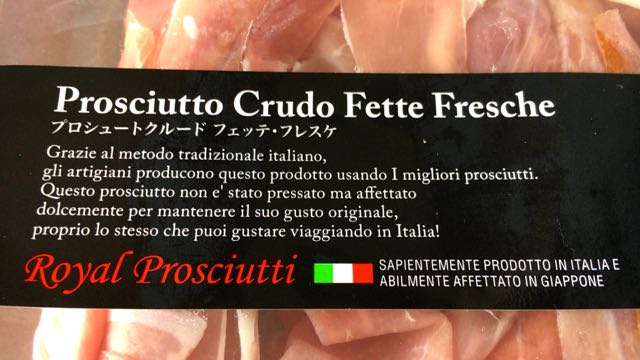 Prosciutto Crudo Fette Fresche
プロシュートクルード フェッテ・フレスケ
Grazie al metodo tradizionale italiano,
gli artigiani producono questo prodotto usando I migliori prosciutti.
Questo prosciutto non e' stato pressato ma affettato
dolcemente per mantenere il suo gusto originale,
proprio lo stesso che puoi gustare viaggiando in Italia!
Royal Prosciutti
SAPIENTEMENTE PRODOTTO IN ITALIA E
ABILMENTE AFFETTATO IN GIAPPONE